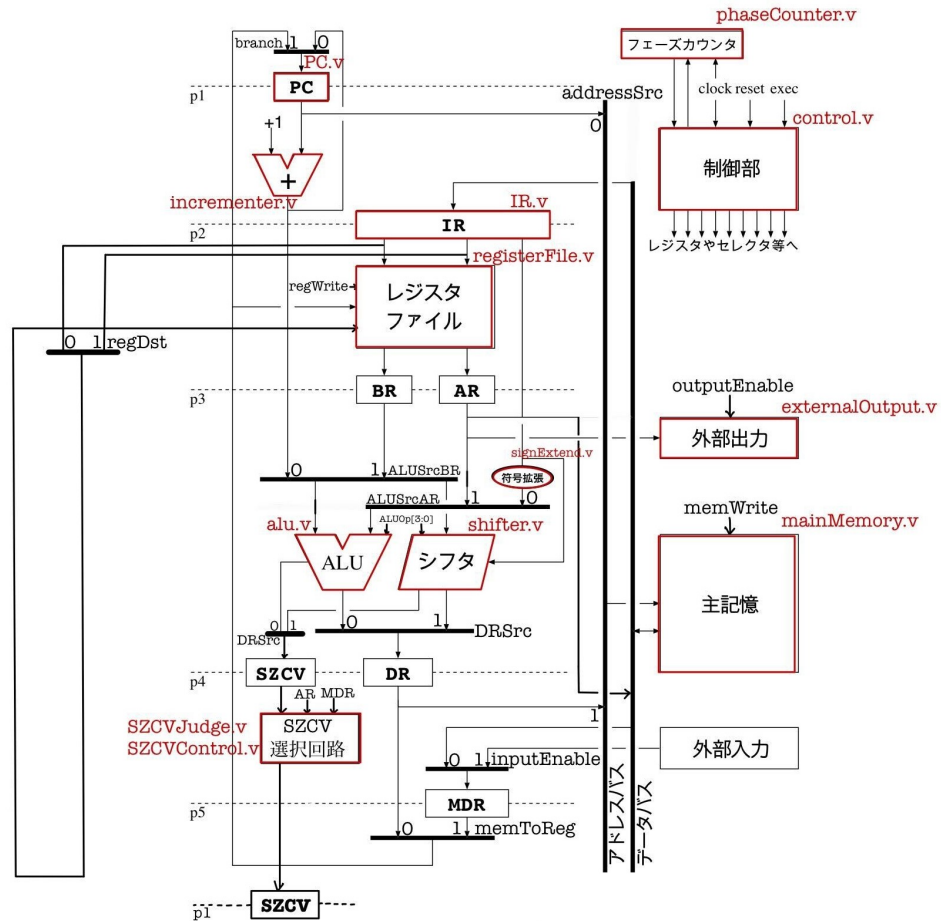 phaseCounter.v
フェーズカウンタ
branch 1 0
PC.v
PC
p1
clock reset exec
addressSrc
0
control.v
制御部
+1
+
incrementer.v
IR.v
IR
p2
レジスタやセレクタ等へ
registerFile.v
regWrite
レジスタ
ファイル
0 1 regDst
BR
AR
p3
outputEnable
externalOutput.v
外部出力
signExtend.v
符号拡張
0 1 ALUSrcBR
ALUSrcAR 1 0
ALUOp[3:0]
alu.v
shifter.v
ALU
シフタ
memWrite
mainMemory.v
主記憶
0 1
DRSrc
0 1
DRSrc
SZCV
DR
p4
AR MDR
1
SZCVJudge.v
SZCVControl.v
SZCV
選択回路
外部入力
0 1 inputEnable
MDR
p5
0 1 memToReg
アドレスバス
データバス
SZCV
p1